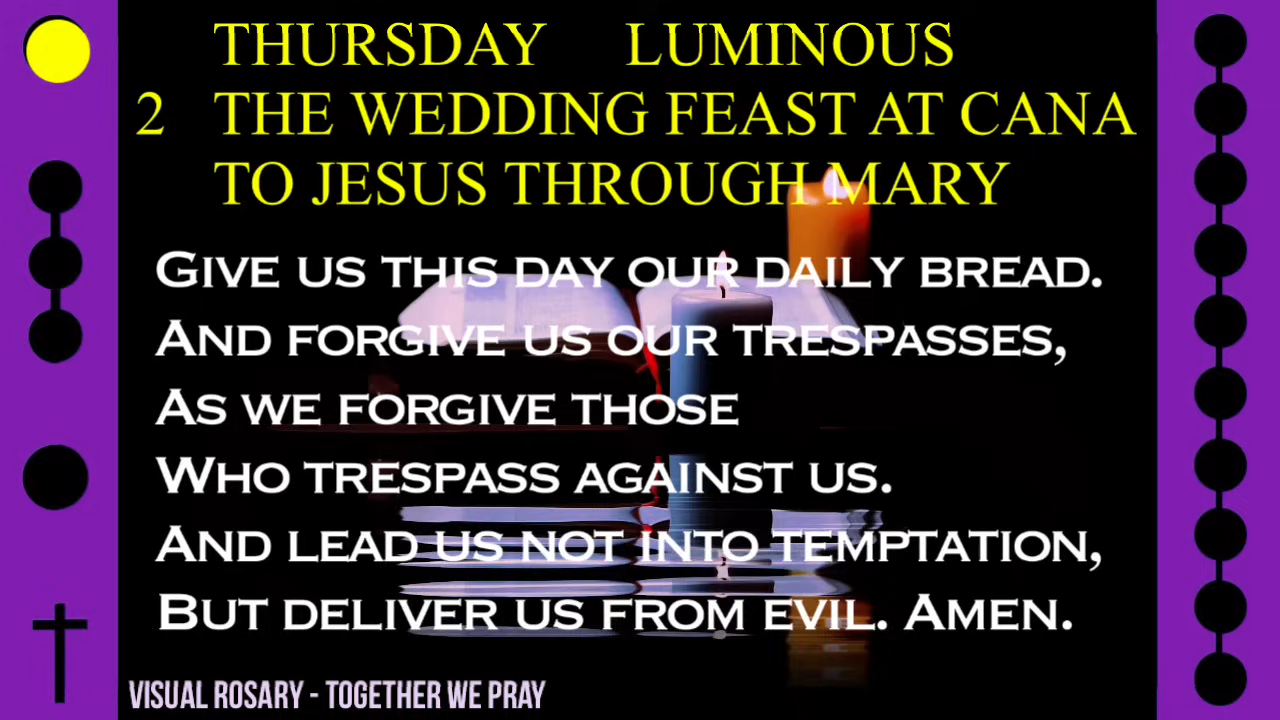 THURSDAY LUMINOUS
2 THE WEDDING FEAST AT CANA
TO JESUS THROUGH MARY
GIVE US THIS DAY OUR DAILY BREAD.
AND FORGIVE US OUR TRESPASSES,
AS WE FORGIVE THOSE
WHO TRESPASS AGAINST US.
AND LEAD US NOT INTO TEMPTATION,
BUT DELIVER US FROM EVIL. AMEN.
VISUAL ROSARY - TOGETHER WE PRAY